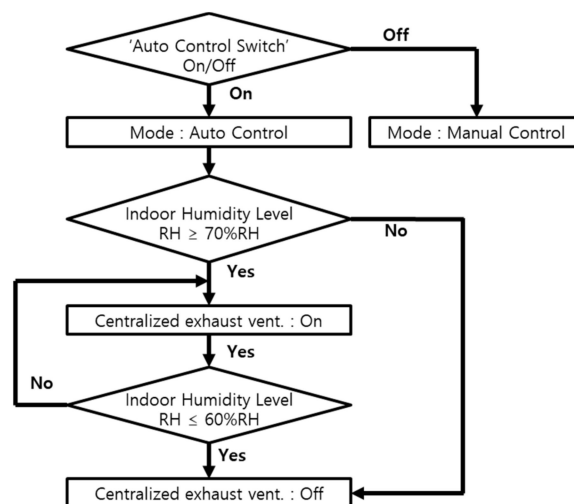 'Auto Control Switch'
On/Off
Off
On
Mode : Auto Control
Mode : Manual Control
Indoor Humidity Level
RH ≥ 70%RH
No
Yes
Centralized exhaust vent. : On
Yes
No
Indoor Humidity Level
RH ≤ 60%RH
Yes
Centralized exhaust vent. : Off